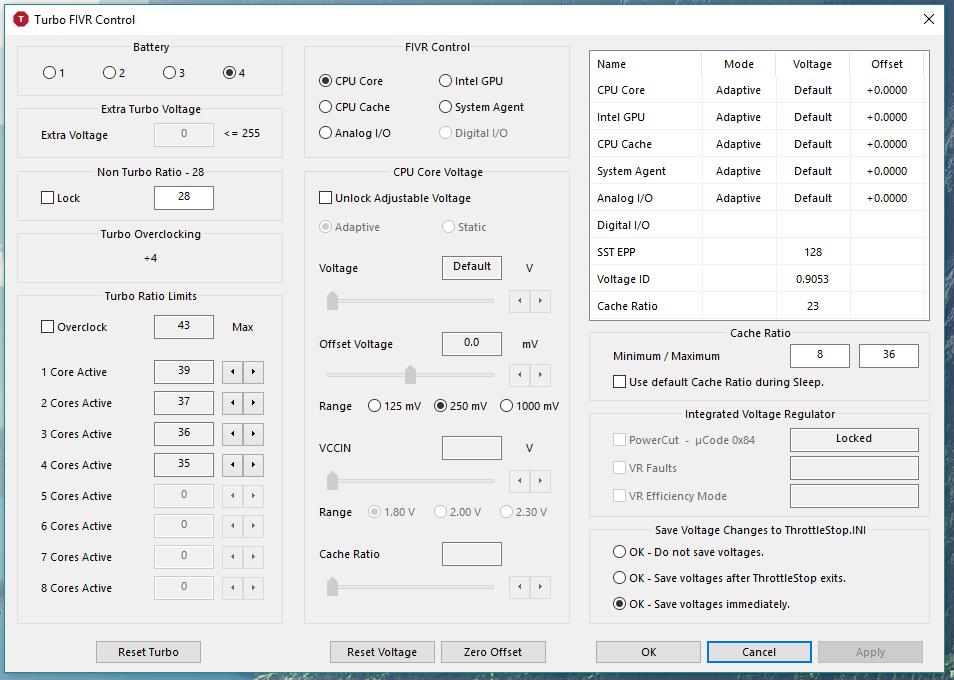 T Turbo FIVR Control
Battery
1 2 3 4
Extra Turbo Voltage
Extra Voltage 0 <= 255
Non Turbo Ratio - 28
Lock 28
Turbo Overclocking
+4
Turbo Ratio Limits
Overclock 43 Max
1 Core Active 39
2 Cores Active 37
3 Cores Active 36
4 Cores Active 35
5 Cores Active 0
6 Cores Active 0
7 Cores Active 0
8 Cores Active 0
Reset Turbo
FIVR Control
CPU Core Intel GPU
CPU Cache System Agent
Analog I/O Digital I/O
CPU Core Voltage
Unlock Adjustable Voltage
Adaptive Static
Voltage Default V
Offset Voltage 0.0 mV
Range 125 mV 250 mV 1000 mV
VCCIN V
Range 1.80 V 2.00 V 2.30 V
Cache Ratio
Reset Voltage Zero Offset
Name Mode Voltage Offset
CPU Core Adaptive Default +0.0000
Intel GPU Adaptive Default +0.0000
CPU Cache Adaptive Default +0.0000
System Agent Adaptive Default +0.0000
Analog I/O Adaptive Default +0.0000
Digital I/O
SST EPP 128
Voltage ID 0.9053
Cache Ratio 23
Cache Ratio
Minimum / Maximum 8 36
Use default Cache Ratio during Sleep.
Integrated Voltage Regulator
PowerCut - µCode 0x84 Locked
VR Faults
VR Efficiency Mode
Save Voltage Changes to ThrottleStop.INI
OK - Do not save voltages.
OK - Save voltages after ThrottleStop exits.
OK - Save voltages immediately.
OK Cancel Apply